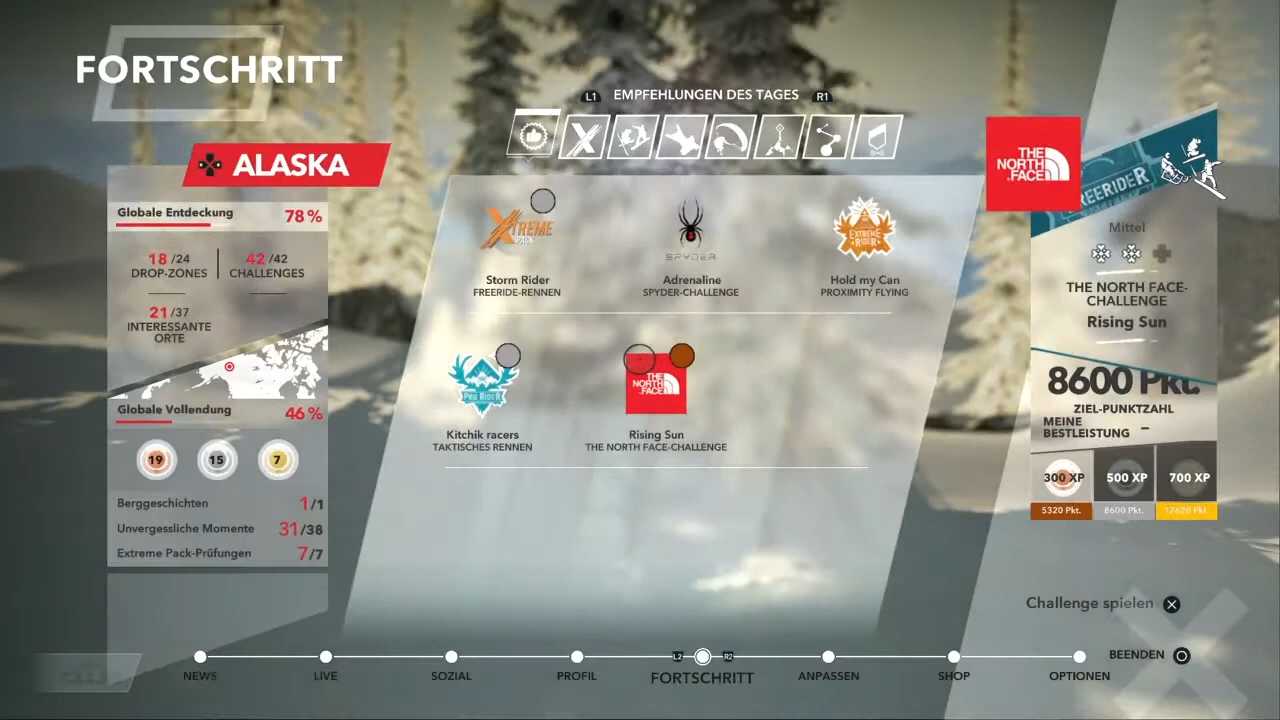 FORTSCHRITT
L1 EMPFEHLUNGEN DES TAGES R1
ALASKA
Globale Entdeckung 78 %
18 /24
DROP-ZONES
42 /42
CHALLENGES
21 /37
INTERESSANTE
ORTE
Globale Vollendung 46 %
19 15 7
Berggeschichten 1/1
Unvergessliche Momente 31/38
Extreme Pack-Prüfungen 7/7
XTREME
PACK
Storm Rider
FREERIDE-RENNEN
SPYDER
Adrenaline
SPYDER-CHALLENGE
EXTREME
RIDER
Hold my Can
PROXIMITY FLYING
PRO RIDER
Kitchik racers
TAKTISCHES RENNEN
THE
NORTH
FACE
Rising Sun
THE NORTH FACE-CHALLENGE
THE
NORTH
FACE
FREERIDER
Mittel
THE NORTH FACE-
CHALLENGE
Rising Sun
8600 Pkt.
ZIEL-PUNKTZAHL
MEINE
BESTLEISTUNG –
300 XP 500 XP 700 XP
5320 Pkt. 8600 Pkt. 12620 Pkt.
Challenge spielen
BEENDEN
L2 R2
NEWS LIVE SOZIAL PROFIL FORTSCHRITT ANPASSEN SHOP OPTIONEN